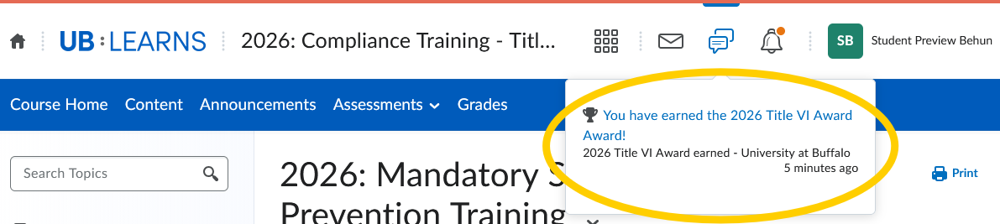 UB : LEARNS
2026: Compliance Training - Titl...
SB
Student Preview Behun
Course Home
Content
Announcements
Assessments
Grades
You have earned the 2026 Title VI Award
Award!
2026 Title VI Award earned - University at Buffalo
5 minutes ago
Search Topics
2026: Mandatory S
Prevention Training
Print